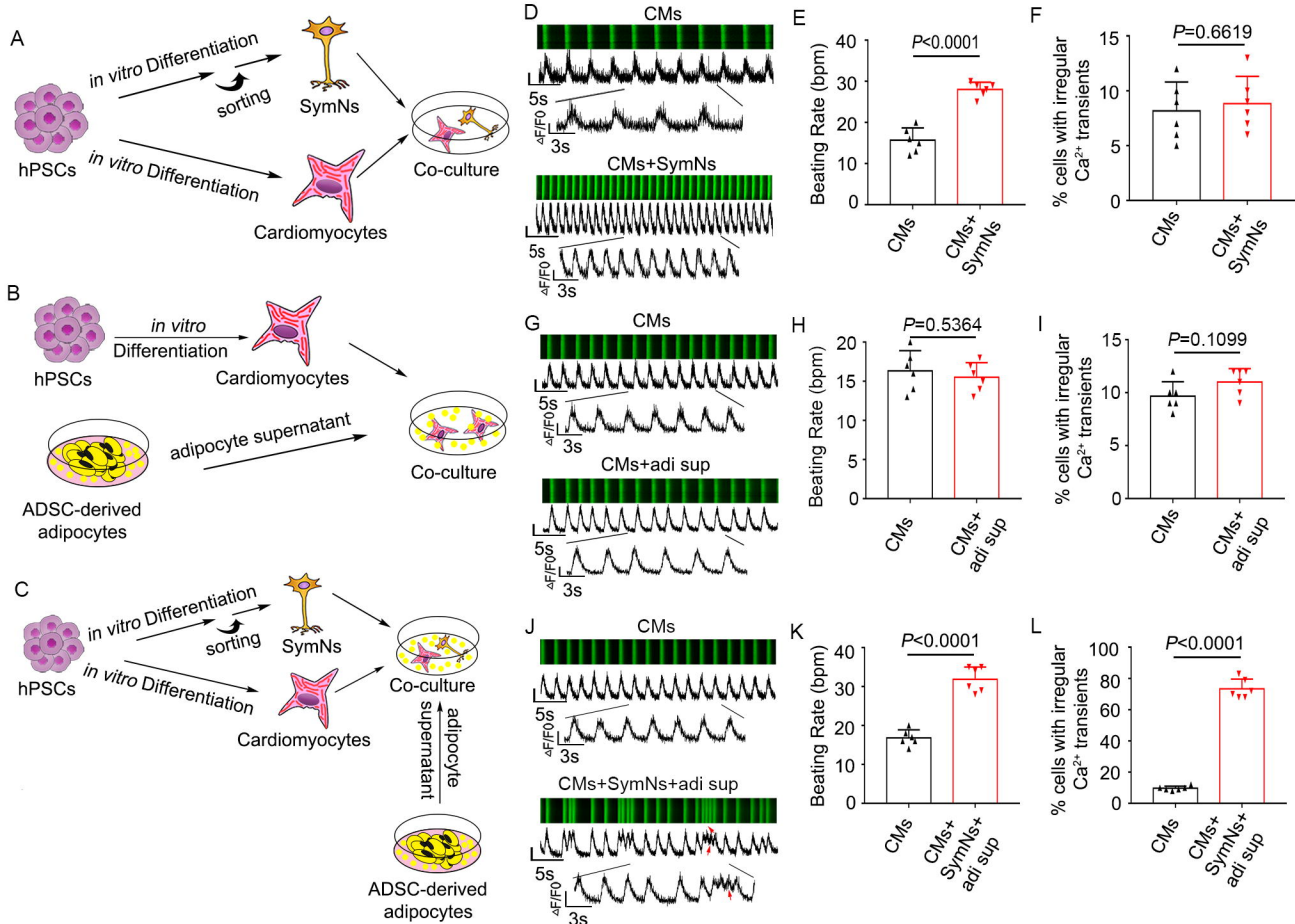 A
hPSCs
in vitro Differentiation
sorting
SymNs
in vitro Differentiation
Cardiomyocytes
Co-culture
B
hPSCs
in vitro
Differentiation
Cardiomyocytes
adipocyte supernatant
Co-culture
ADSC-derived
adipocytes
C
hPSCs
in vitro Differentiation
sorting
SymNs
in vitro Differentiation
Cardiomyocytes
Co-culture
adipocyte
supernatant
ADSC-derived
adipocytes
D
CMs
5s
△F/F0
3s
CMs+SymNs
5s
△F/F0
3s
E
P<0.0001
Beating Rate (bpm)
40
30
20
10
0
CMs
CMs+
SymNs
F
P=0.6619
% cells with irregular
Ca²⁺ transients
15
10
5
0
CMs
CMs+
SymNs
G
CMs
5s
△F/F0
3s
CMs+adi sup
5s
△F/F0
3s
H
P=0.5364
Beating Rate (bpm)
20
15
10
5
0
CMs
CMs+
adi sup
I
P=0.1099
% cells with irregular
Ca²⁺ transients
15
10
5
0
CMs
CMs+
adi sup
J
CMs
5s
△F/F0
3s
CMs+SymNs+adi sup
5s
△F/F0
3s
K
P<0.0001
Beating Rate (bpm)
40
30
20
10
0
CMs
CMs+
SymNs+
adi sup
L
P<0.0001
% cells with irregular
Ca²⁺ transients
100
80
60
40
20
0
CMs
CMs+
SymNs+
adi sup